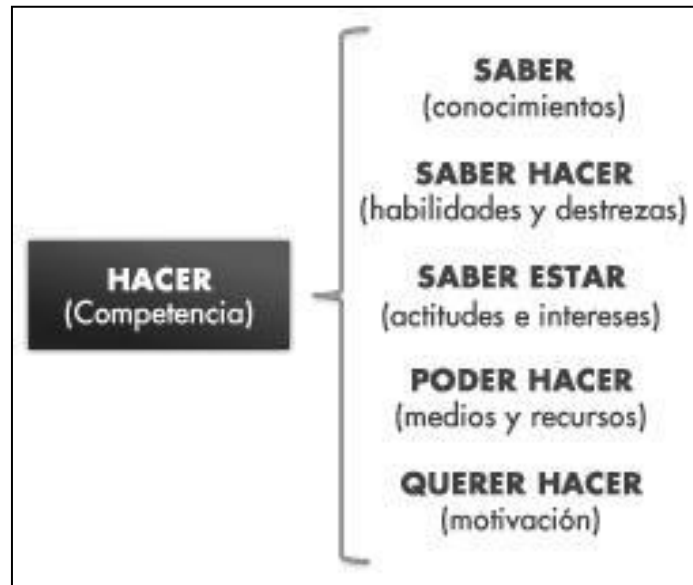 HACER
(Competencia)
SABER
(conocimientos)
SABER HACER
(habilidades y destrezas)
SABER ESTAR
(actitudes e intereses)
PODER HACER
(medios y recursos)
QUERER HACER
(motivación)